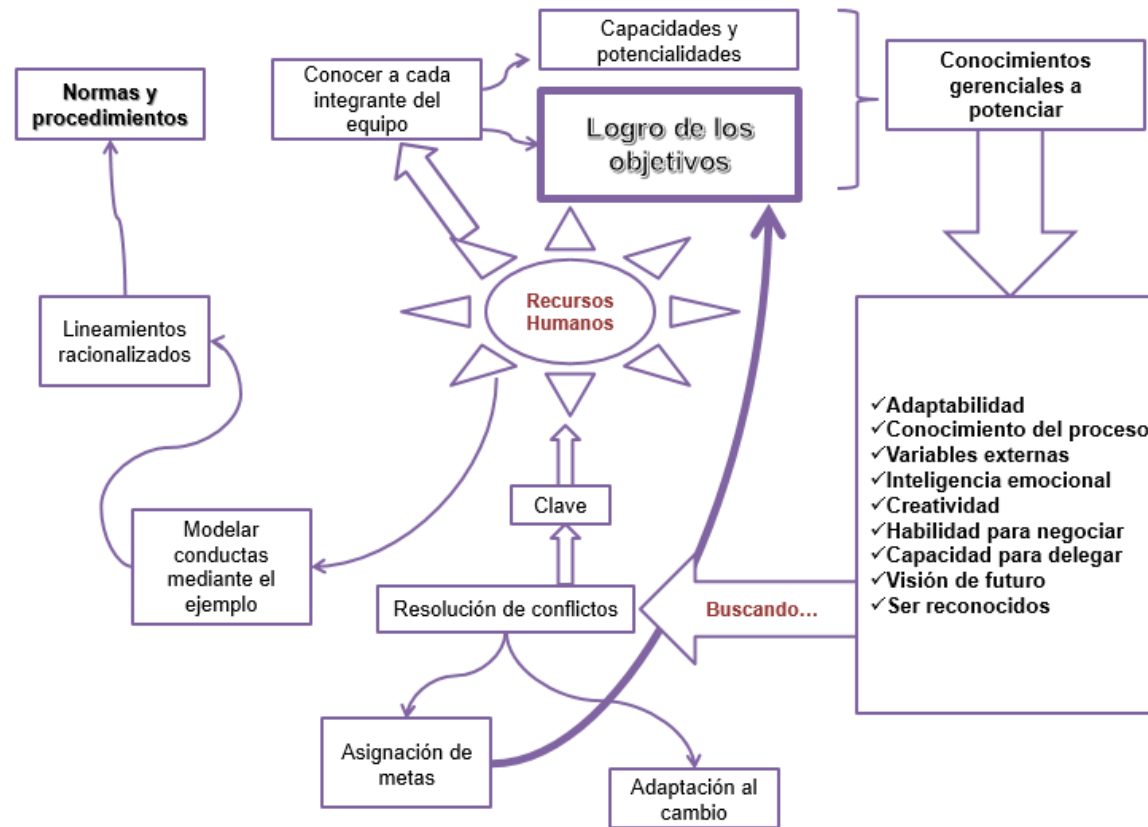 Capacidades y
potencialidades
Conocer a cada
integrante del
equipo
Normas y
procedimientos
Conocimientos
gerenciales a
potenciar
Logro de los
objetivos
Recursos
Humanos
Lineamientos
racionalizados
✓Adaptabilidad
✓Conocimiento del proceso
✓Variables externas
✓Inteligencia emocional
✓Creatividad
✓Habilidad para negociar
✓Capacidad para delegar
✓Visión de futuro
✓Ser reconocidos
Clave
Modelar
conductas
mediante el
ejemplo
Resolución de conflictos
Buscando...
Asignación de
metas
Adaptación al
cambio